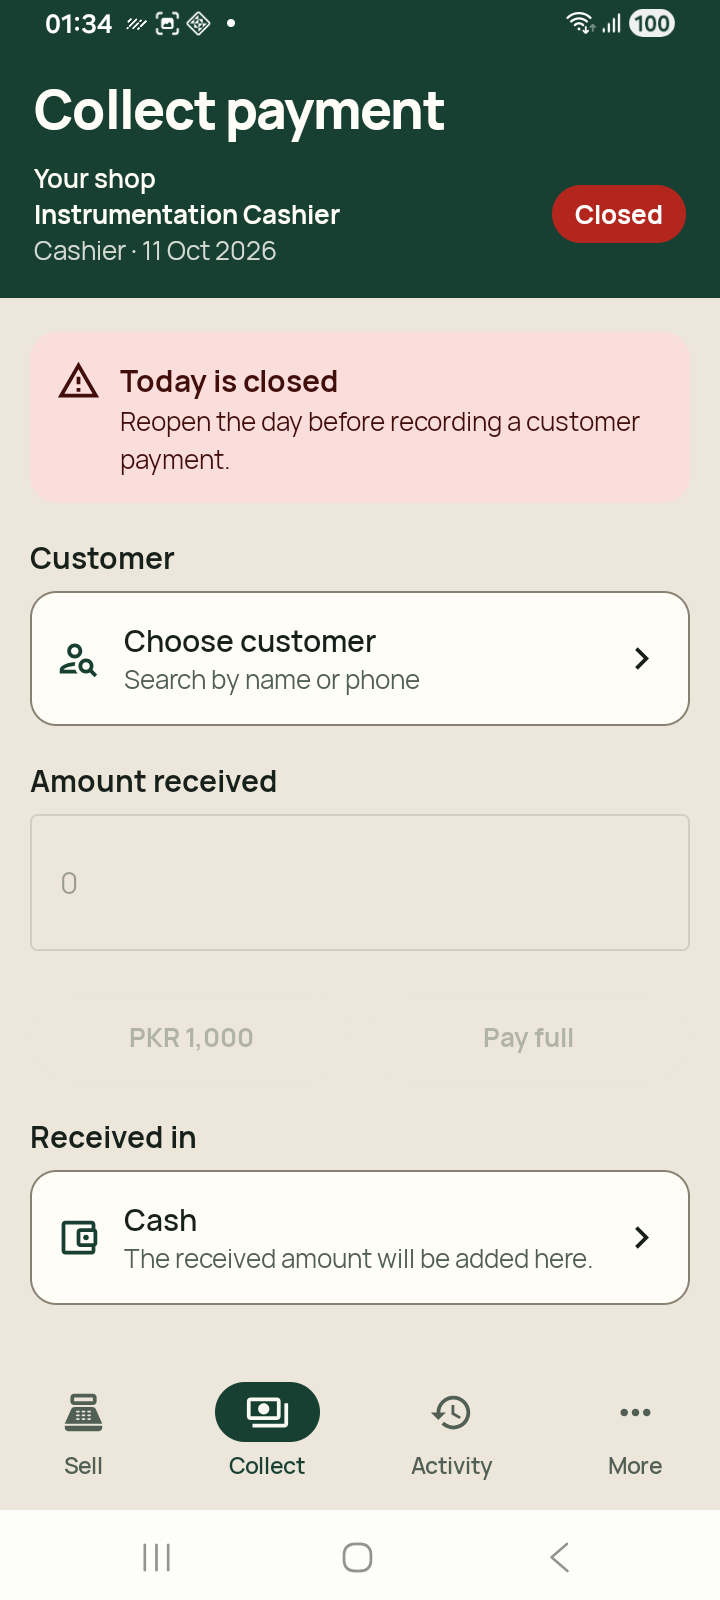 01:34
100
Collect payment
Your shop
Instrumentation Cashier
Closed
Cashier · 11 Oct 2026
Today is closed
Reopen the day before recording a customer
payment.
Customer
Choose customer
Search by name or phone
Amount received
0
PKR 1,000
Pay full
Received in
Cash
The received amount will be added here.
Sell
Collect
Activity
More